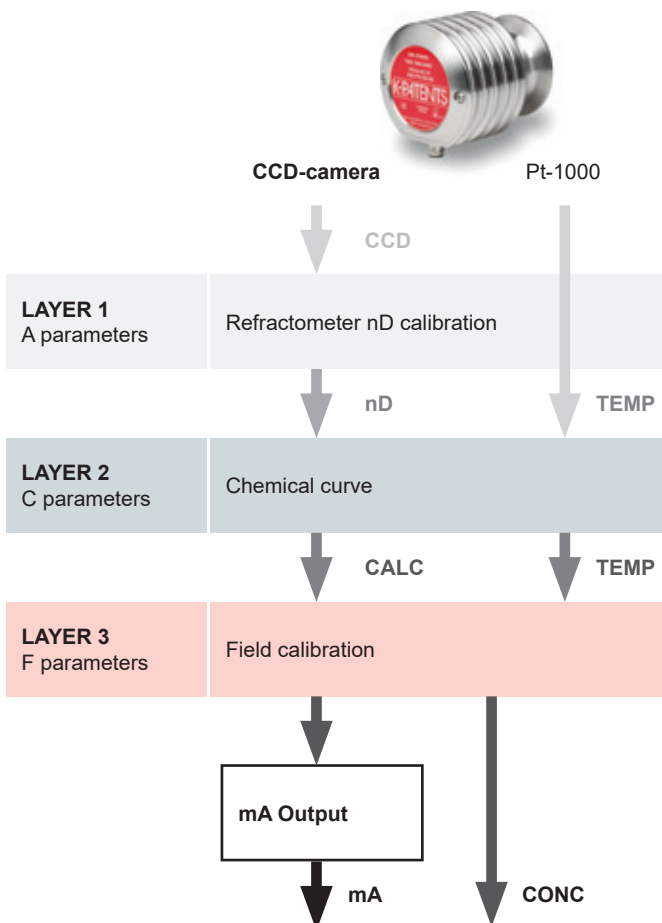 K-PATENTS
CCD-camera
Pt-1000
CCD
LAYER 1
A parameters
Refractometer nD calibration
nD
TEMP
LAYER 2
C parameters
Chemical curve
CALC
TEMP
LAYER 3
F parameters
Field calibration
mA Output
mA
CONC